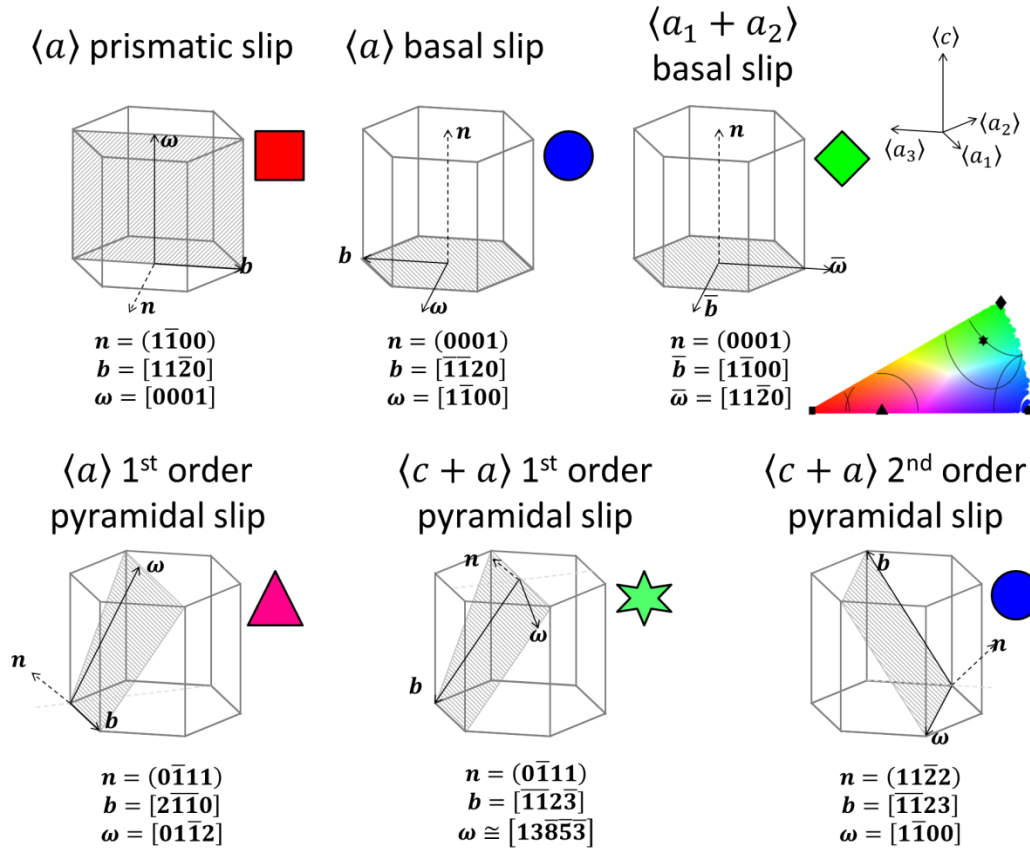 ⟨a⟩ prismatic slip
⟨a⟩ basal slip
⟨a₁ + a₂⟩
basal slip
⟨c⟩
⟨a₂⟩
⟨a₃⟩
⟨a₁⟩
ω
b
n
n
b
ω
n
b̄
ω̄
n = (11̄00)
b = [112̄0]
ω = [0001]
n = (0001)
b = [1̄1̄20]
ω = [11̄00]
n = (0001)
b̄ = [11̄00]
ω̄ = [112̄0]
⟨a⟩ 1st order
pyramidal slip
⟨c + a⟩ 1st order
pyramidal slip
⟨c + a⟩ 2nd order
pyramidal slip
ω
n
b
n
ω
b
b
n
ω
n = (01̄11)
b = [21̄1̄0]
ω = [011̄2]
n = (01̄11)
b = [1̄1̄23̄]
ω ≅ [138̄5̄3̄]
n = (112̄2)
b = [1̄1̄23]
ω = [11̄00]